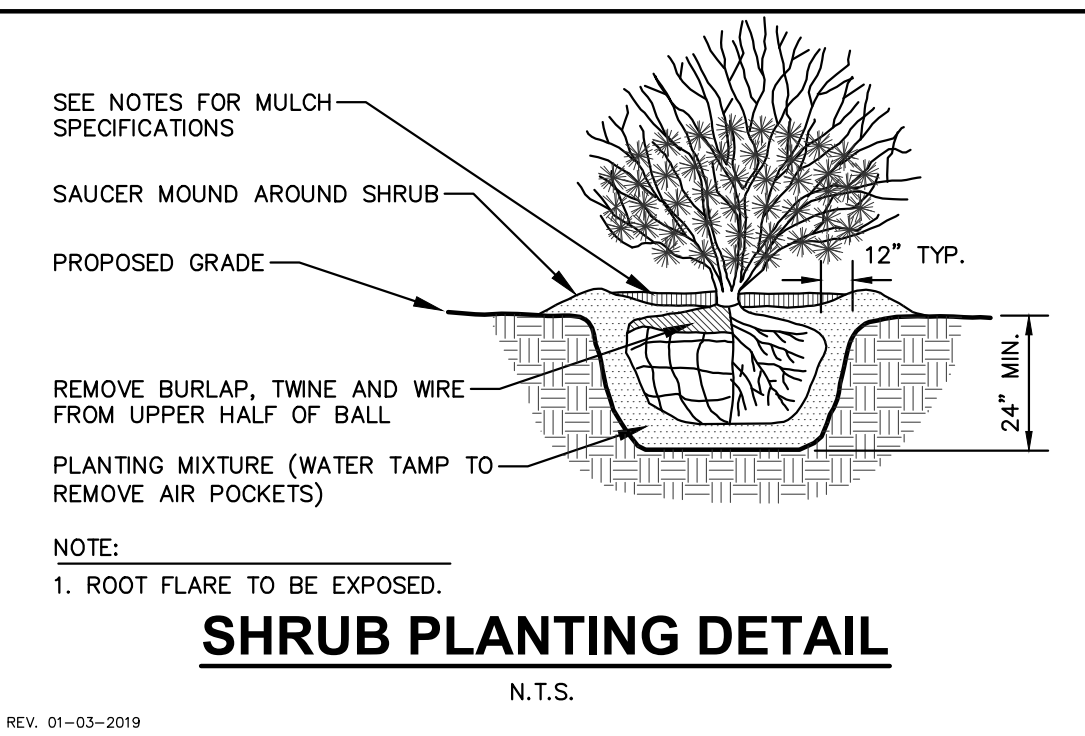 SEE NOTES FOR MULCH
SPECIFICATIONS
SAUCER MOUND AROUND SHRUB
PROPOSED GRADE
12" TYP.
24" MIN.
REMOVE BURLAP, TWINE AND WIRE
FROM UPPER HALF OF BALL
PLANTING MIXTURE (WATER TAMP TO
REMOVE AIR POCKETS)
NOTE:
1. ROOT FLARE TO BE EXPOSED.
SHRUB PLANTING DETAIL
N.T.S.
REV. 01-03-2019